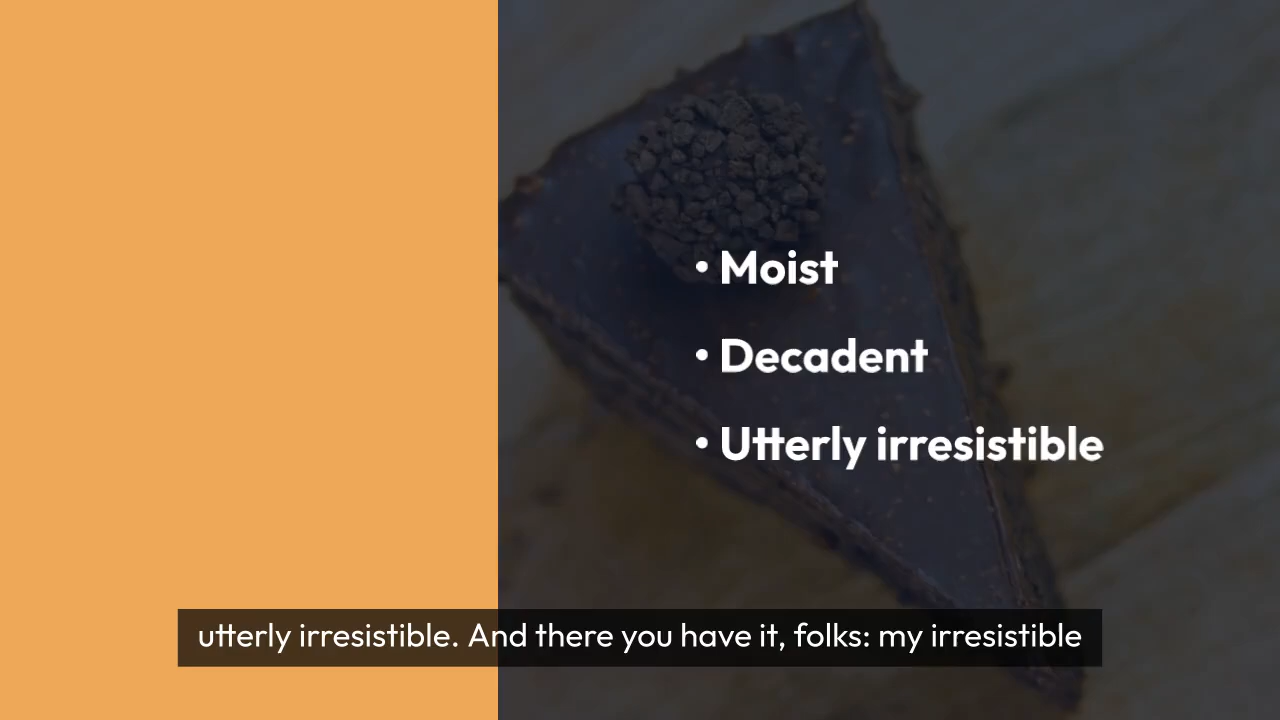 • Moist
• Decadent
• Utterly irresistible
utterly irresistible. And there you have it, folks: my irresistible